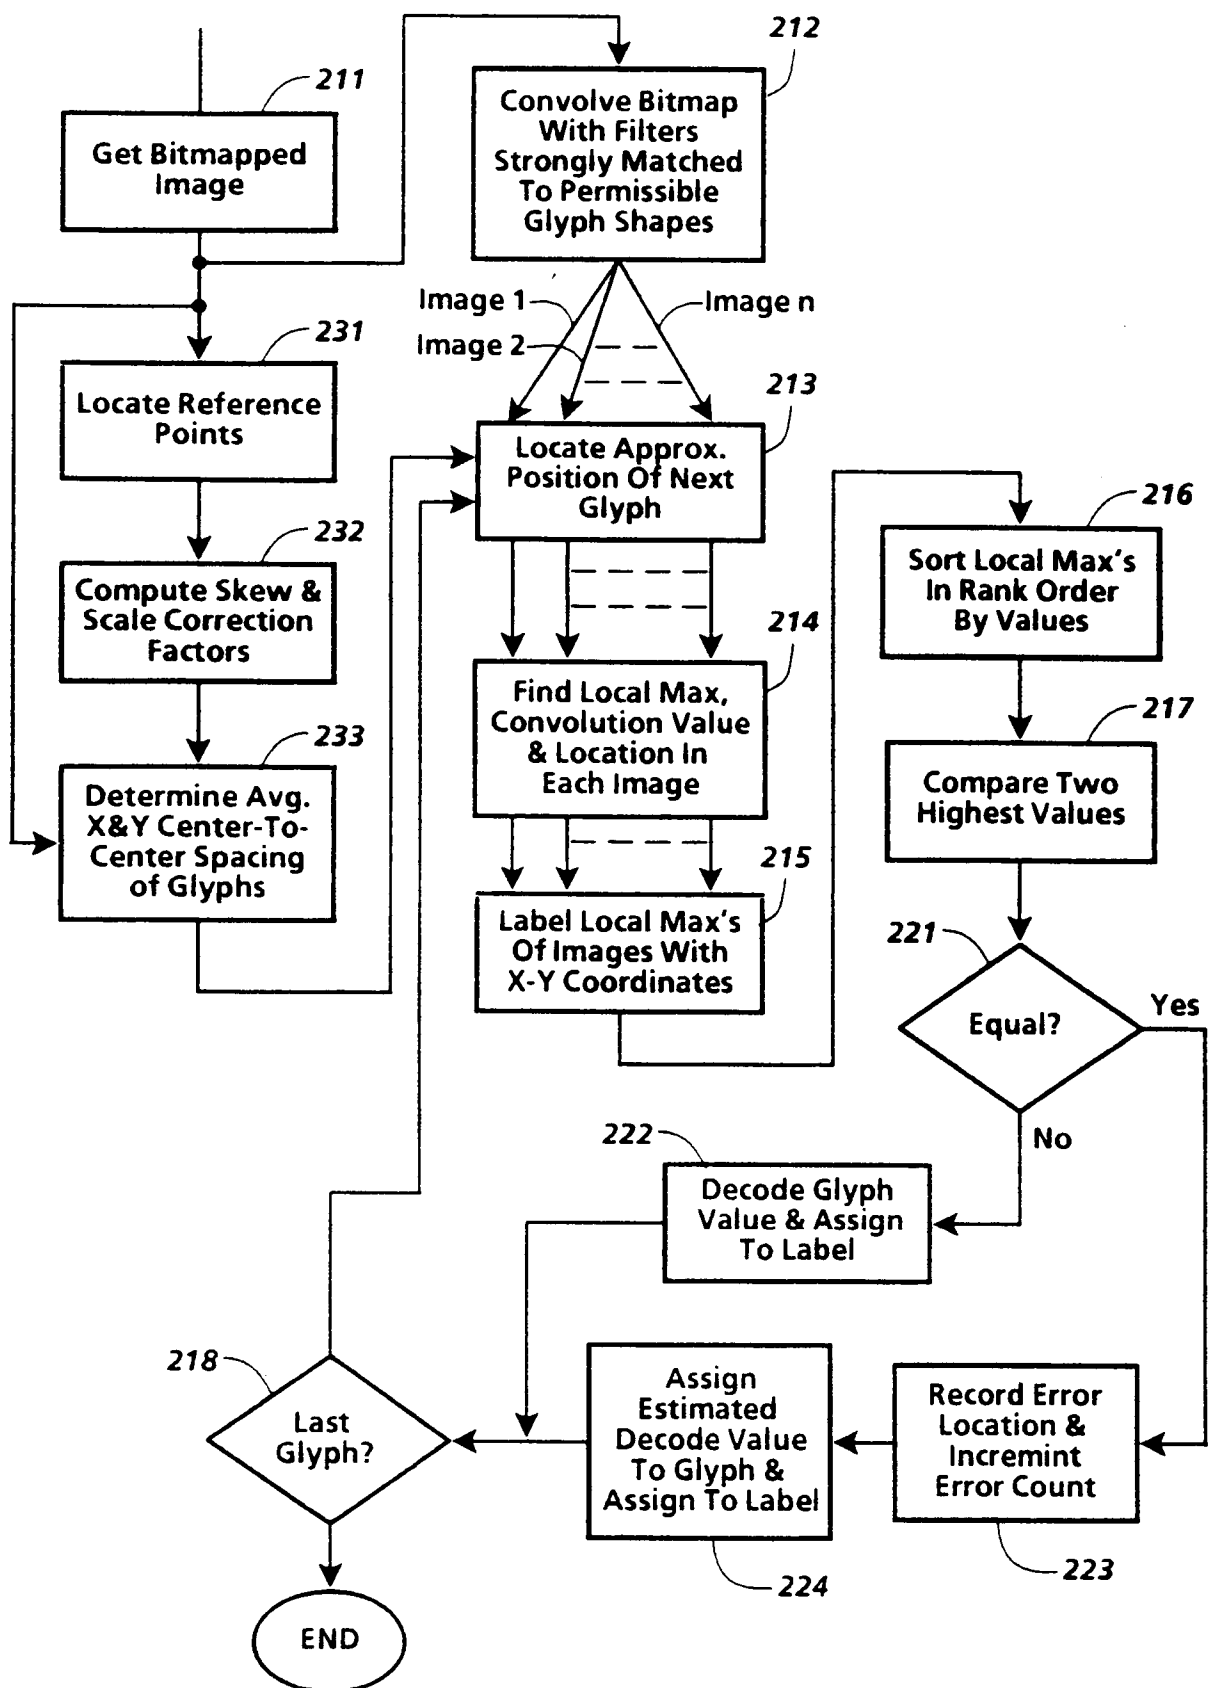 211
Get Bitmapped
Image
212
Convolve Bitmap
With Filters
Strongly Matched
To Permissible
Glyph Shapes
Image 1
Image 2
Image n
231
Locate Reference
Points
232
Compute Skew &
Scale Correction
Factors
233
Determine Avg.
X&Y Center-To-
Center Spacing
of Glyphs
213
Locate Approx.
Position Of Next
Glyph
214
Find Local Max,
Convolution Value
& Location In
Each Image
215
Label Local Max's
Of Images With
X-Y Coordinates
216
Sort Local Max's
In Rank Order
By Values
217
Compare Two
Highest Values
221
Equal?
Yes
No
222
Decode Glyph
Value & Assign
To Label
223
Record Error
Location &
Incremint
Error Count
224
Assign
Estimated
Decode Value
To Glyph &
Assign To Label
218
Last
Glyph?
END